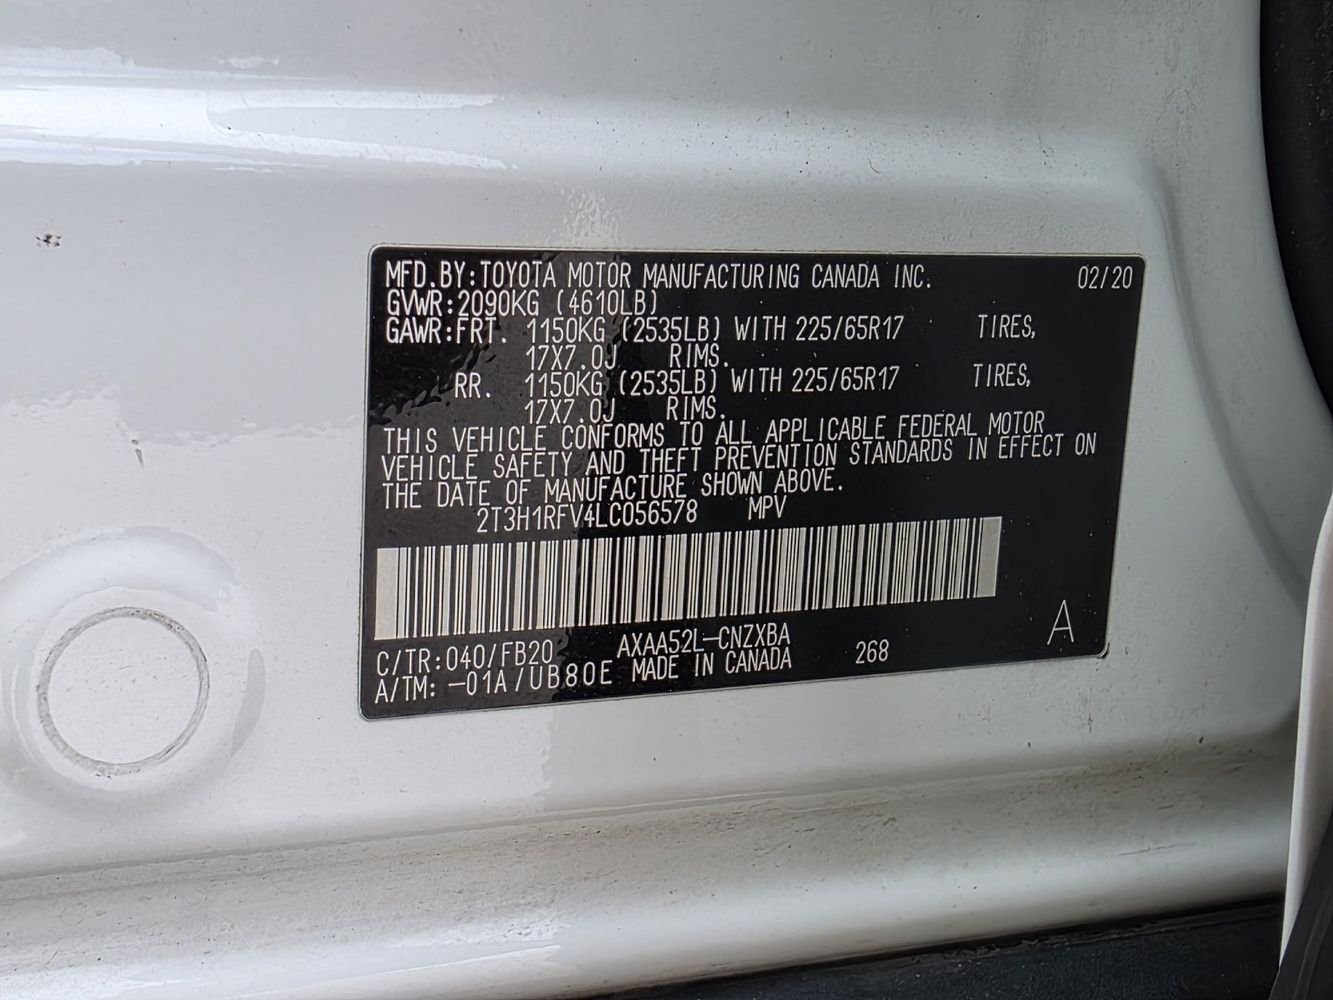 MFD.BY:TOYOTA MOTOR MANUFACTURING CANADA INC. 02/20
GVWR:2090KG (4610LB)
GAWR:FRT. 1150KG (2535LB) WITH 225/65R17 TIRES,
17X7.0J RIMS.
RR. 1150KG (2535LB) WITH 225/65R17 TIRES,
17X7.0J RIMS.
THIS VEHICLE CONFORMS TO ALL APPLICABLE FEDERAL MOTOR
VEHICLE SAFETY AND THEFT PREVENTION STANDARDS IN EFFECT ON
THE DATE OF MANUFACTURE SHOWN ABOVE.
2T3H1RFV4LC056578 MPV
C/TR:040/FB20 AXAA52L-CNZXBA 268 A
A/TM: -01A/UB80E MADE IN CANADA